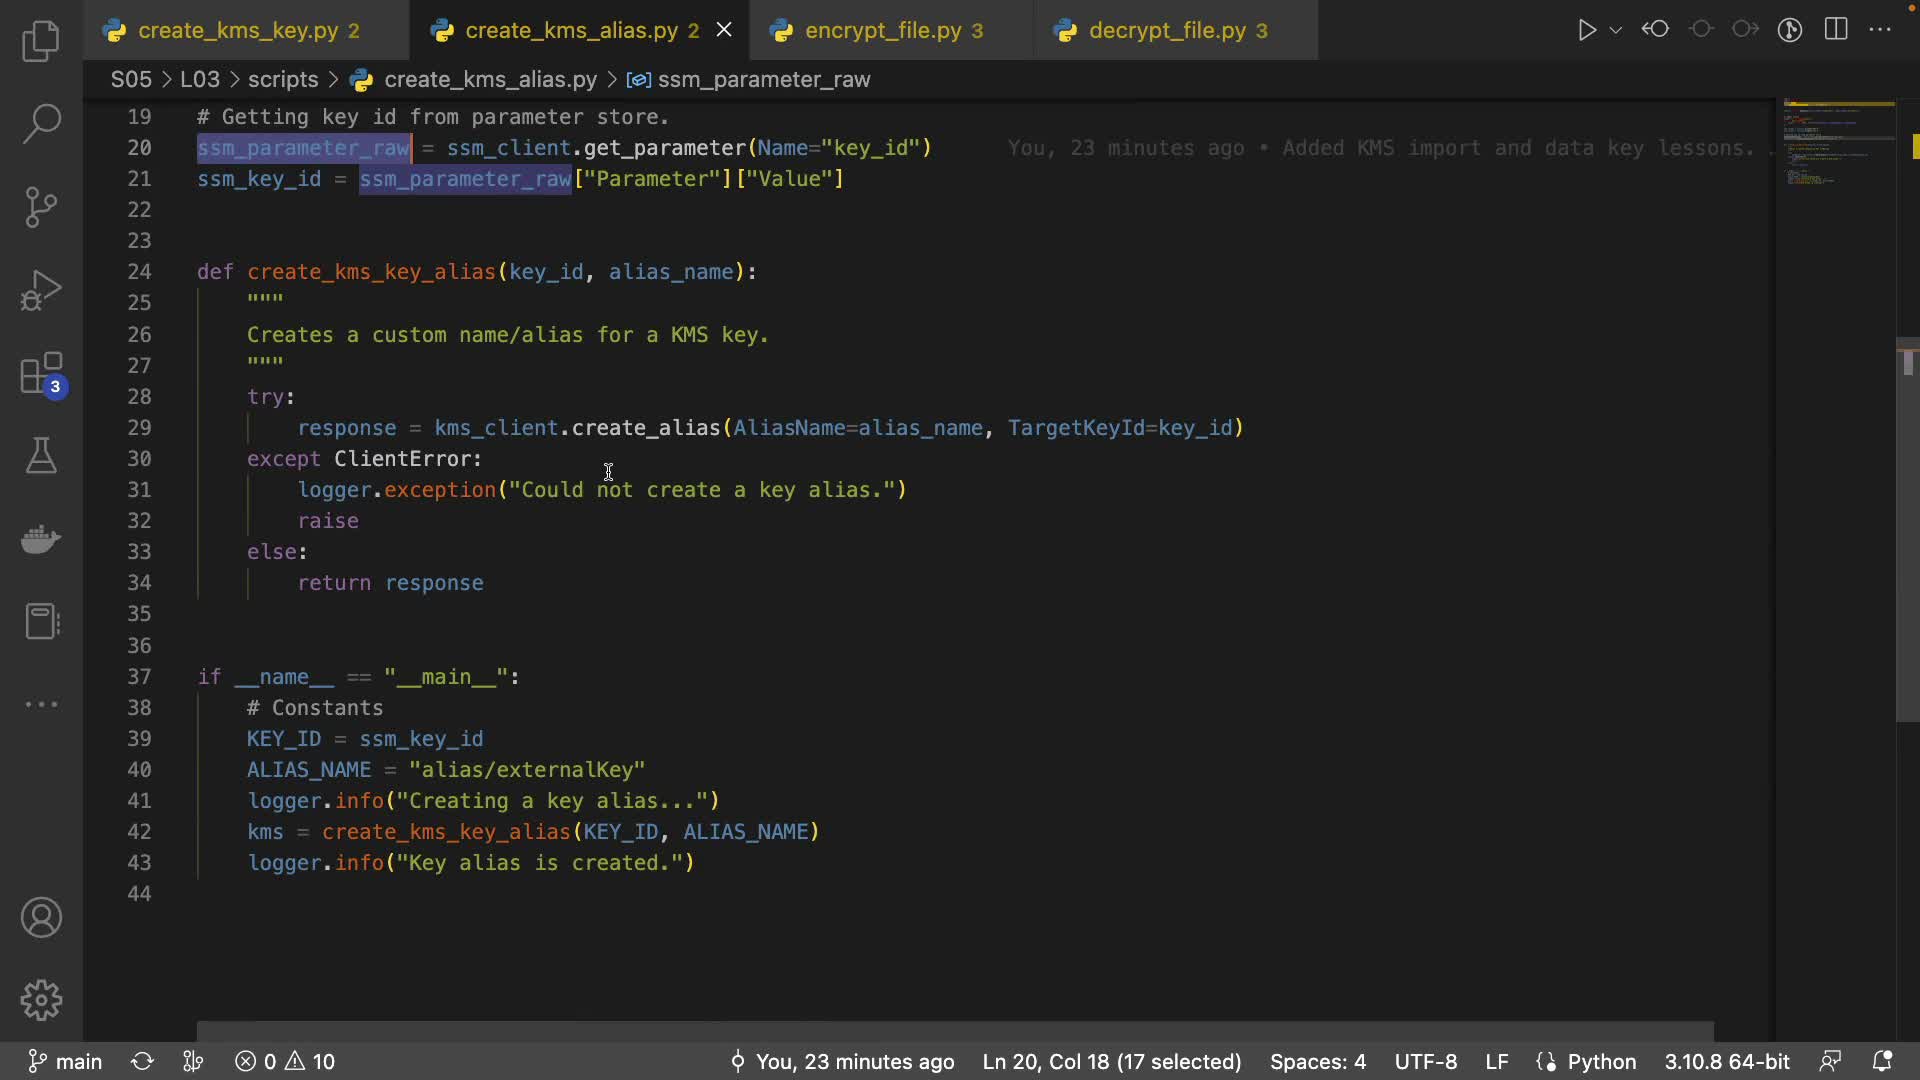 create_kms_key.py 2 create_kms_alias.py 2 encrypt_file.py 3 decrypt_file.py 3
S05 > L03 > scripts > create_kms_alias.py > ssm_parameter_raw
19 # Getting key id from parameter store.
20 ssm_parameter_raw = ssm_client.get_parameter(Name="key_id") You, 23 minutes ago • Added KMS import and data key lessons.
21 ssm_key_id = ssm_parameter_raw["Parameter"]["Value"]
22
23
24 def create_kms_key_alias(key_id, alias_name):
25 """
26 Creates a custom name/alias for a KMS key.
27 """
28 try:
29 response = kms_client.create_alias(AliasName=alias_name, TargetKeyId=key_id)
30 except ClientError:
31 logger.exception("Could not create a key alias.")
32 raise
33 else:
34 return response
35
36
37 if __name__ == "__main__":
38 # Constants
39 KEY_ID = ssm_key_id
40 ALIAS_NAME = "alias/externalKey"
41 logger.info("Creating a key alias...")
42 kms = create_kms_key_alias(KEY_ID, ALIAS_NAME)
43 logger.info("Key alias is created.")
44
3
main 0 10 You, 23 minutes ago Ln 20, Col 18 (17 selected) Spaces: 4 UTF-8 LF Python 3.10.8 64-bit